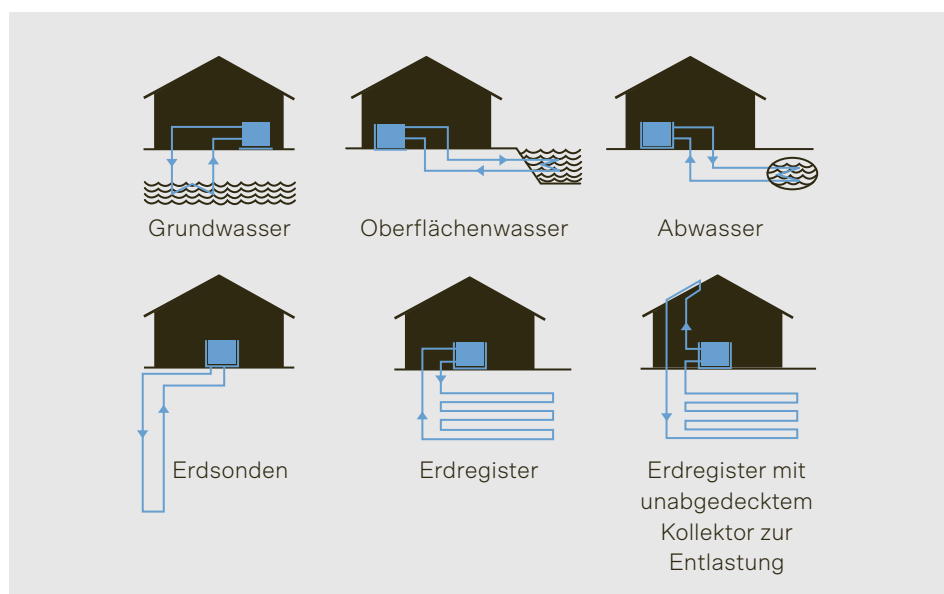 Grundwasser
Oberflächenwasser
Abwasser
Erdsonden
Erdregister
Erdregister mit
unabgedecktem
Kollektor zur
Entlastung